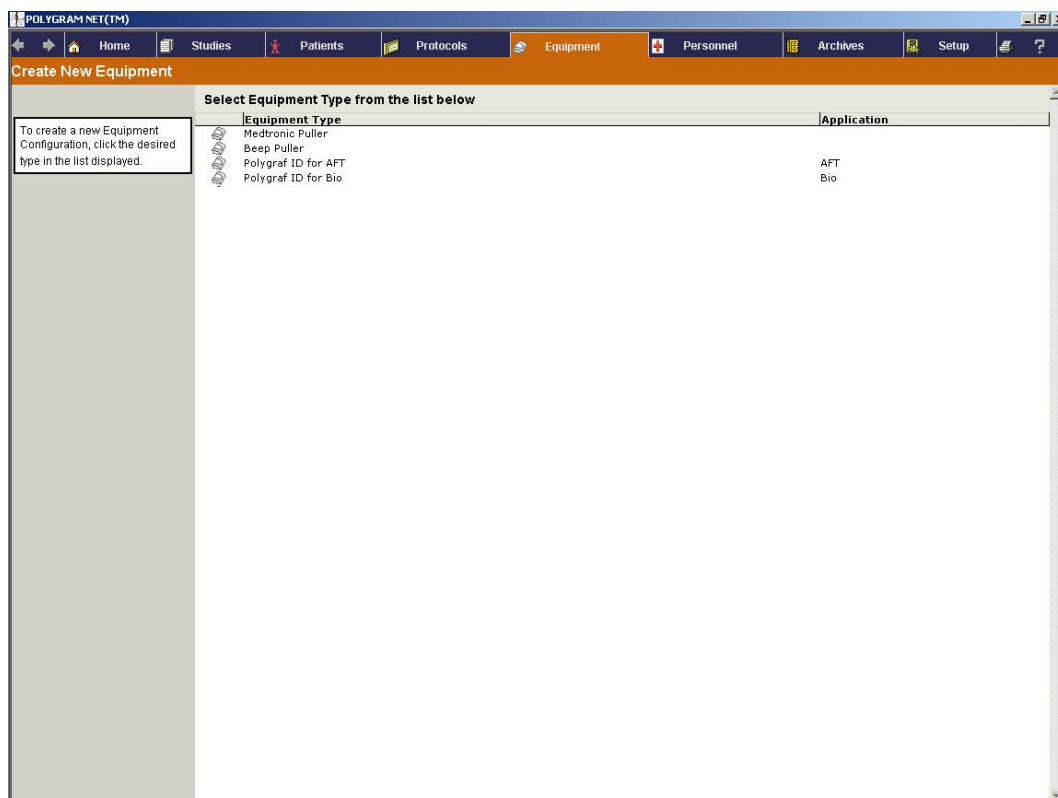 POLYGRAM NET(TM)
Home Studies Patients Protocols Equipment Personnel Archives Setup ?
Create New Equipment
Select Equipment Type from the list below
To create a new Equipment
Configuration, click the desired
type in the list displayed.
Equipment Type Application
Medtronic Puller
Beep Puller
Polygraf ID for AFT AFT
Polygraf ID for Bio Bio